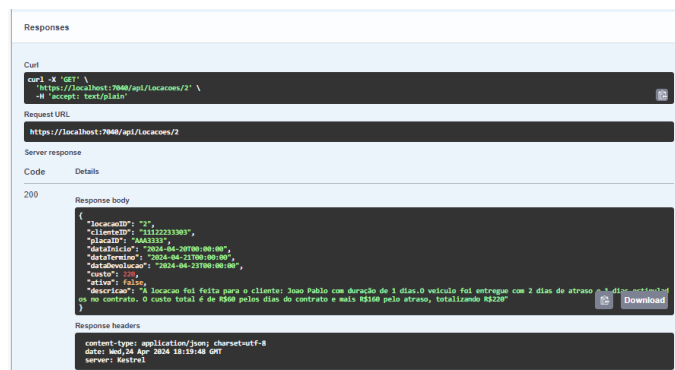 Responses
Curl
curl -X 'GET' \
'https://localhost:7040/api/Locacoes/2' \
-H 'accept: text/plain'
Request URL
https://localhost:7040/api/Locacoes/2
Server response
Code Details
200
Response body
{
"locacaoID": "2",
"clienteID": "11122233303",
"placaID": "AAA3333",
"dataInicio": "2024-04-20T00:00:00",
"dataTermino": "2024-04-21T00:00:00",
"dataDevolucao": "2024-04-23T00:00:00",
"custo": 220,
"ativa": false,
"descricao": "A locacao foi feita para o cliente: Joao Pablo com duração de 1 dias.O veiculo foi entregue com 2 dias de atraso 1 dias estipulad
os no contrato. O custo total é de R$60 pelos dias do contrato e mais R$160 pelo atraso, totalizando R$220"
}
Download
Response headers
content-type: application/json; charset=utf-8
date: Wed,24 Apr 2024 18:19:48 GMT
server: Kestrel